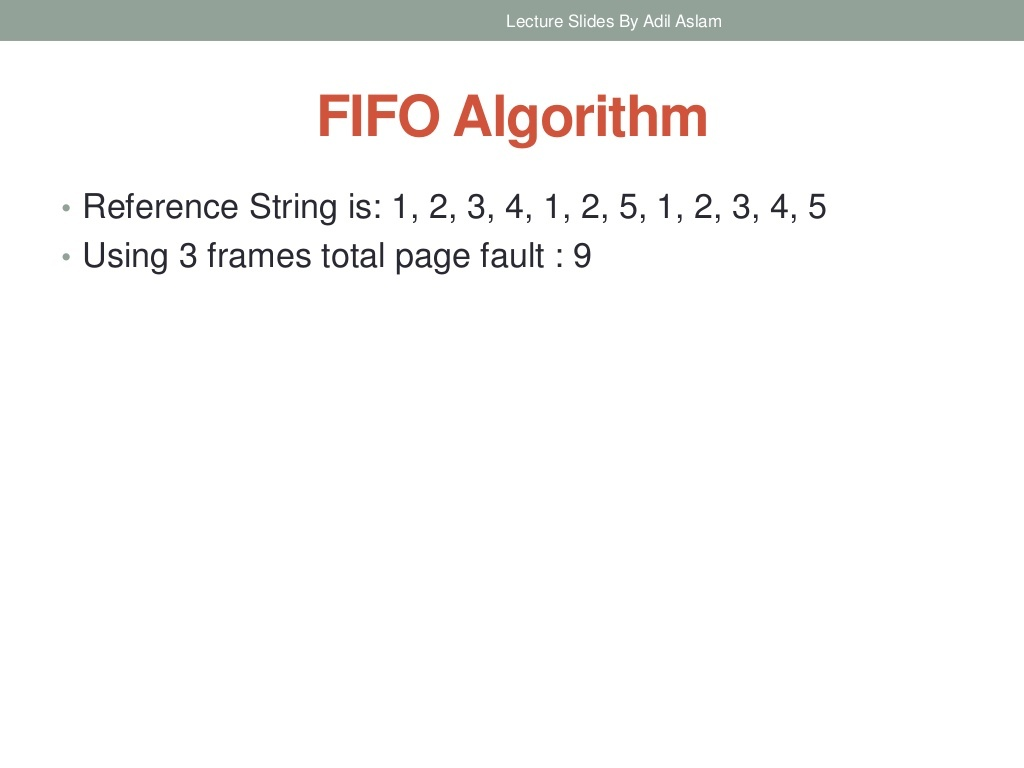 Lecture Slides By Adil Aslam
FIFO Algorithm
• Reference String is: 1, 2, 3, 4, 1, 2, 5, 1, 2, 3, 4, 5
• Using 3 frames total page fault : 9